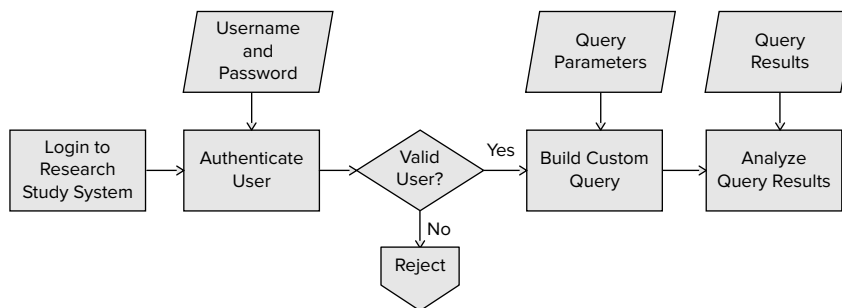 Username
and
Password
Query
Parameters
Query
Results
Login to
Research
Study System
Authenticate
User
Valid
User?
Yes
Build Custom
Query
Analyze
Query Results
No
Reject